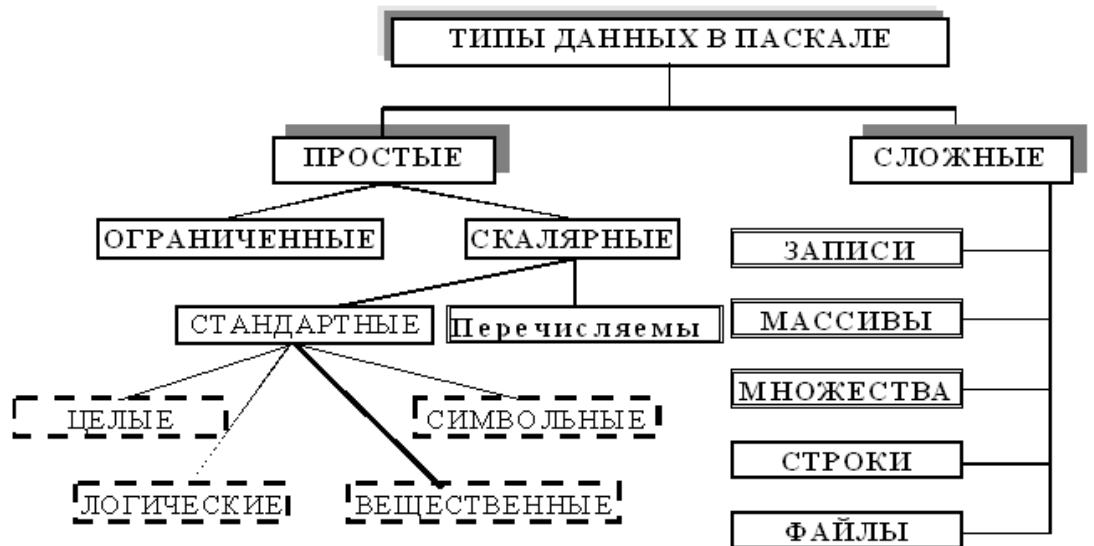 ТИПЫ ДАННЫХ В ПАСКАЛЕ
ПРОСТЫЕ
СЛОЖНЫЕ
ОГРАНИЧЕННЫЕ
СКАЛЯРНЫЕ
ЗАПИСИ
СТАНДАРТНЫЕ
Перечисляемы
МАССИВЫ
МНОЖЕСТВА
ЦЕЛЫЕ
СИМВОЛЬНЫЕ
СТРОКИ
ЛОГИЧЕСКИЕ
ВЕЩЕСТВЕННЫЕ
ФАЙЛЫ